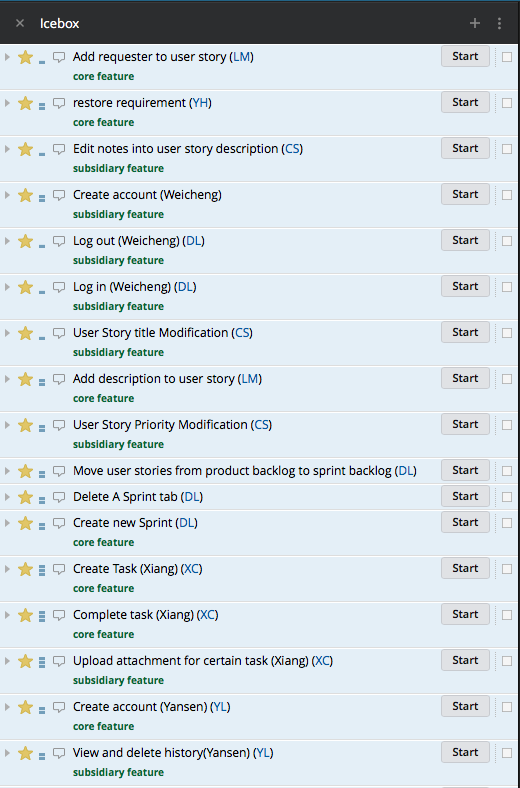 Icebox
Add requester to user story (LM) Start
core feature
restore requirement (YH) Start
core feature
Edit notes into user story description (CS) Start
subsidiary feature
Create account (Weicheng) Start
subsidiary feature
Log out (Weicheng) (DL) Start
subsidiary feature
Log in (Weicheng) (DL) Start
subsidiary feature
User Story title Modification (CS) Start
subsidiary feature
Add description to user story (LM) Start
core feature
User Story Priority Modification (CS) Start
subsidiary feature
Move user stories from product backlog to sprint backlog (DL) Start
Delete A Sprint tab (DL) Start
Create new Sprint (DL) Start
core feature
Create Task (Xiang) (XC) Start
core feature
Complete task (Xiang) (XC) Start
core feature
Upload attachment for certain task (Xiang) (XC) Start
subsidiary feature
Create account (Yansen) (YL) Start
core feature
View and delete history(Yansen) (YL) Start
subsidiary feature